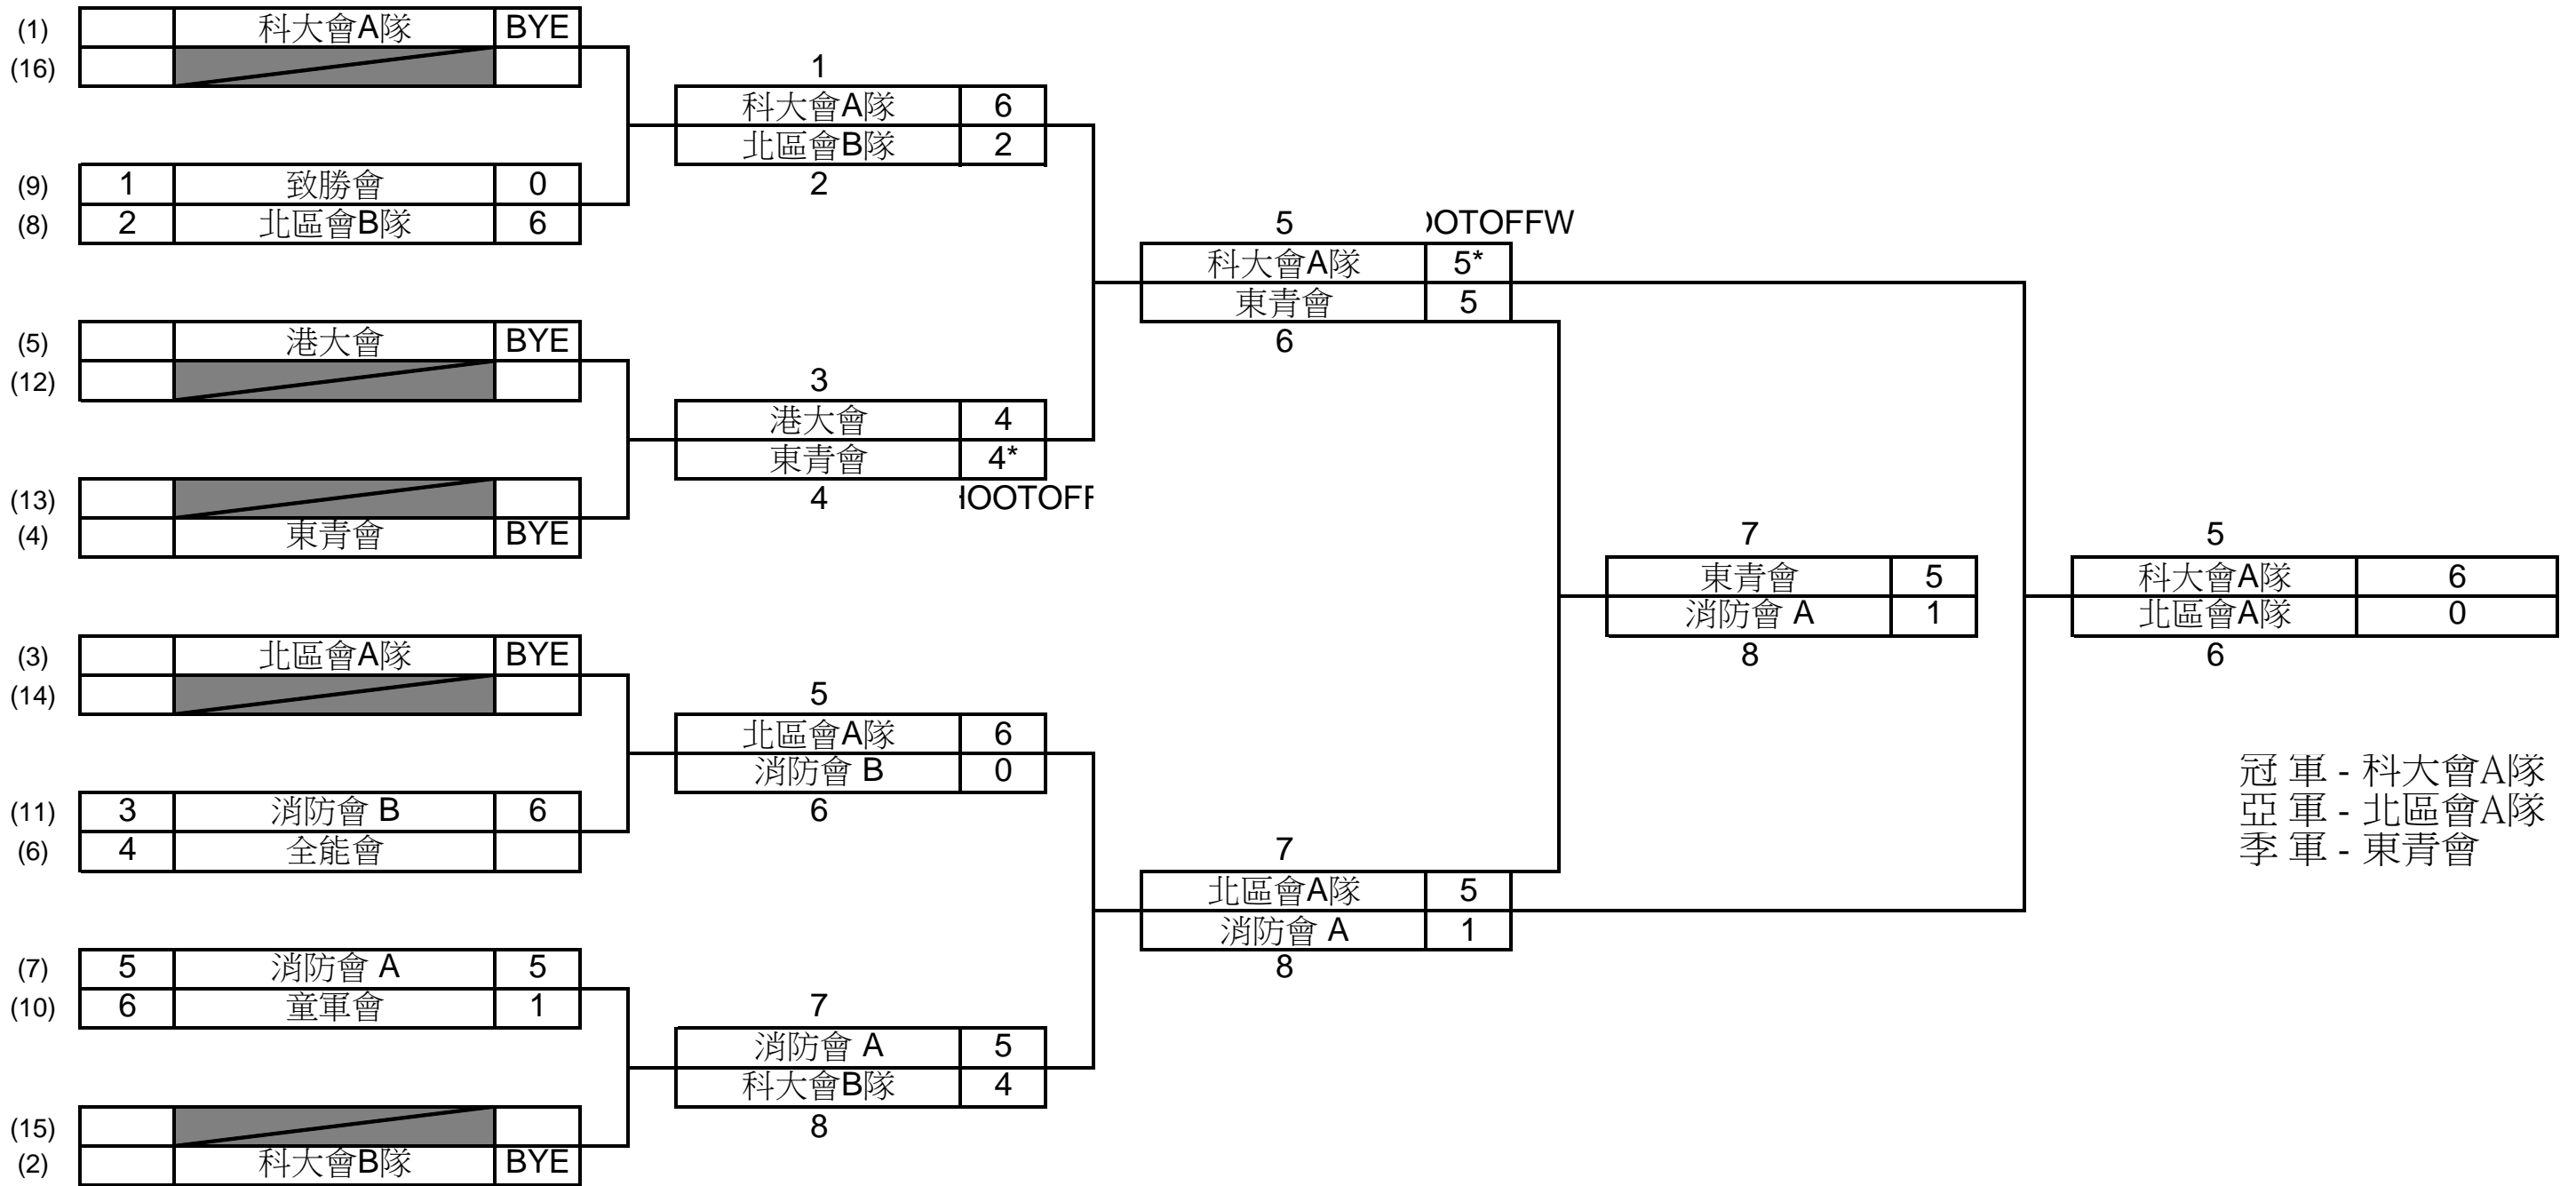 (1) 科大會A隊 BYE
(16)
(9) 1 致勝會 0
(8) 2 北區會B隊 6
(5) 港大會 BYE
(12)
(13)
(4) 東青會 BYE
(3) 北區會A隊 BYE
(14)
(11) 3 消防會 B 6
(6) 4 全能會
(7) 5 消防會 A 5
(10) 6 童軍會 1
(15)
(2) 科大會B隊 BYE
1
科大會A隊 6
北區會B隊 2
2
3
港大會 4
東青會 4*
4 HOOTOFF
5
北區會A隊 6
消防會 B 0
6
7
消防會 A 5
科大會B隊 4
8
5 OOTOFFW
科大會A隊 5*
東青會 5
6
7
北區會A隊 5
消防會 A 1
8
7
東青會 5
消防會 A 1
8
5
科大會A隊 6
北區會A隊 0
6
冠 軍 - 科大會A隊
亞 軍 - 北區會A隊
季 軍 - 東青會